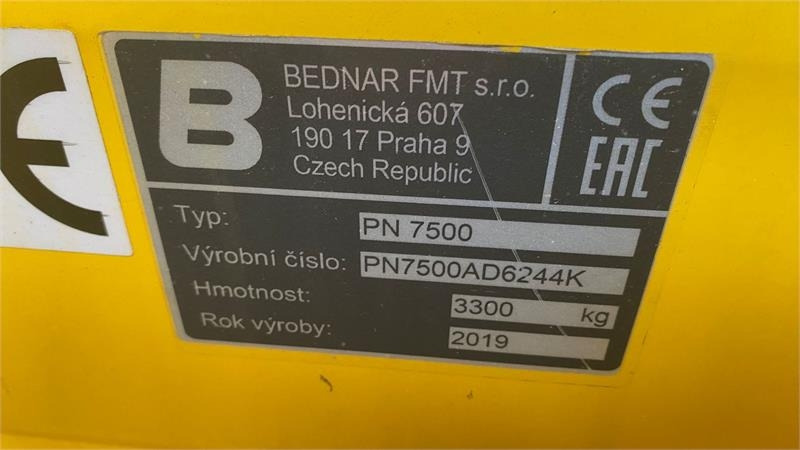 CE
B
BEDNAR FMT s.r.o.
Lohenická 607
190 17 Praha 9
Czech Republic
CE
EAC
Typ: PN 7500
Výrobní číslo: PN7500AD6244K
Hmotnost: 3300 kg
Rok výroby: 2019